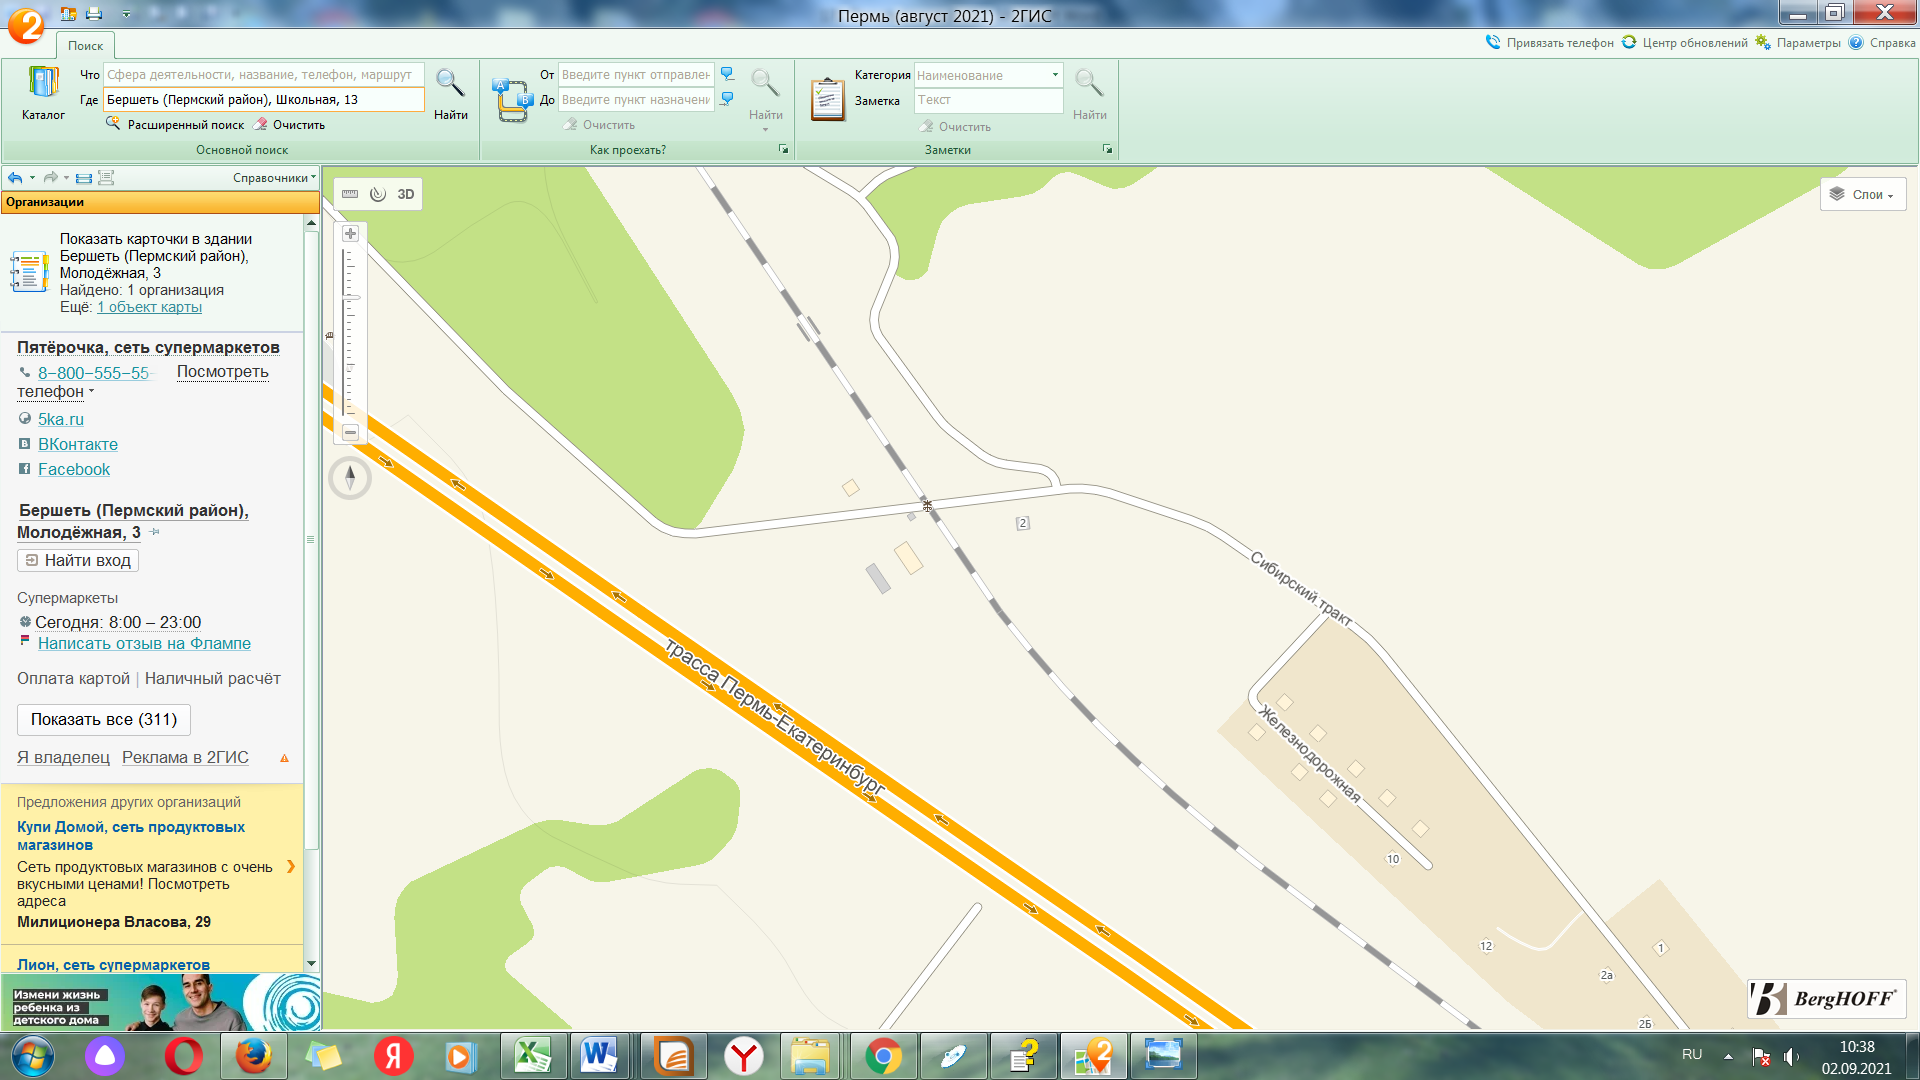 Пермь (август 2021) - 2ГИС
Поиск
Привязать телефон
Центр обновлений
Параметры
Справка
Каталог
Что
Сфера деятельности, название, телефон, маршрут
Где
Бершеть (Пермский район), Школьная, 13
Расширенный поиск
Очистить
Найти
Основной поиск
От
Введите пункт отправлен
До
Введите пункт назначени
Очистить
Найти
Как проехать?
Категория
Наименование
Заметка
Текст
Очистить
Найти
Заметки
Справочники
Организации
Показать карточки в здании
Бершеть (Пермский район),
Молодёжная, 3
Найдено: 1 организация
Ещё: 1 объект карты
Пятёрочка, сеть супермаркетов
8-800-555-55- Посмотреть
телефон
5ka.ru
ВКонтакте
Facebook
Бершеть (Пермский район),
Молодёжная, 3
Найти вход
Супермаркеты
Сегодня: 8:00 – 23:00
Написать отзыв на Флампе
Оплата картой | Наличный расчёт
Показать все (311)
Я владелец Реклама в 2ГИС
Предложения других организаций
Купи Домой, сеть продуктовых
магазинов
Сеть продуктовых магазинов с очень
вкусными ценами! Посмотреть
адреса
Милиционера Власова, 29
Лион, сеть супермаркетов
Измени жизнь
ребенка из
детского дома
3D
Слои
2
Сибирский тракт
трасса Пермь-Екатеринбург
Железнодорожная
10
12
1
2а
2Б
BergHOFF
RU
10:38
02.09.2021